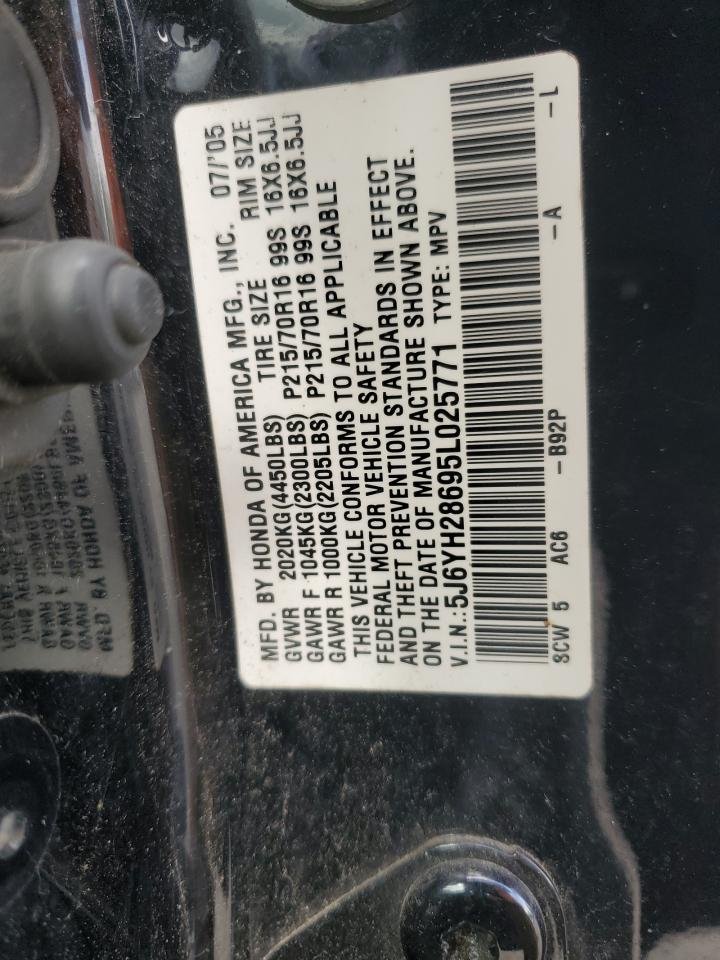 MFD. BY HONDA OF AMERICA MFG., INC. 07/'05
GVWR 2020KG(4450LBS) TIRE SIZE RIM SIZE
GAWR F 1045KG(2300LBS) P215/70R16 99S 16X6.5JJ
GAWR R 1000KG(2205LBS) P215/70R16 99S 16X6.5JJ
THIS VEHICLE CONFORMS TO ALL APPLICABLE
FEDERAL MOTOR VEHICLE SAFETY
AND THEFT PREVENTION STANDARDS IN EFFECT
ON THE DATE OF MANUFACTURE SHOWN ABOVE.
V.I.N.:5J6YH28695L025771 TYPE: MPV
SCW 5 AC6 -B92P -A -L